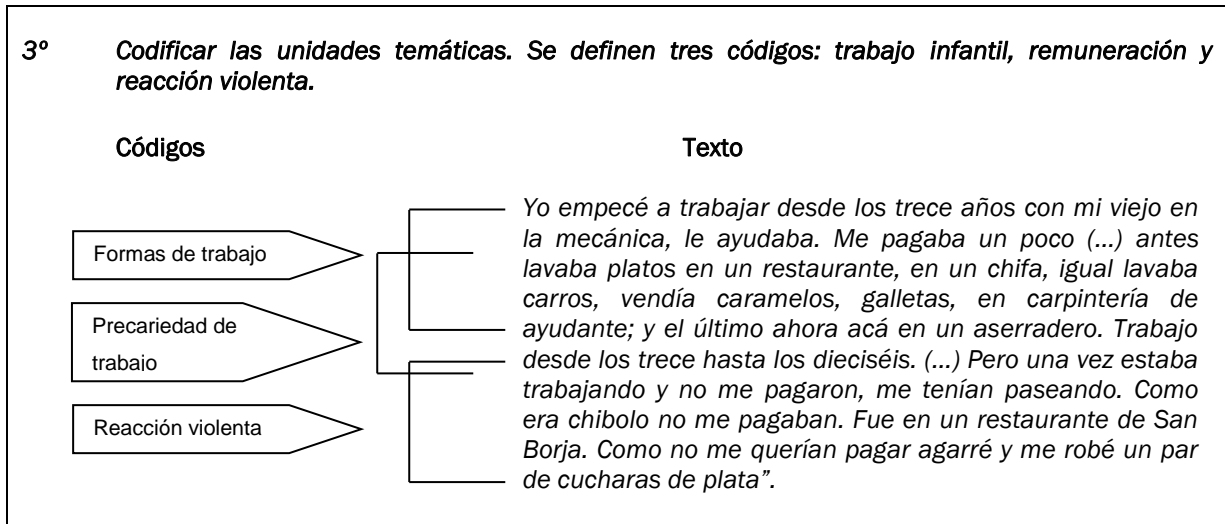 3º Codificar las unidades temáticas. Se definen tres códigos: trabajo infantil, remuneración y
reacción violenta.
Códigos
Texto
Formas de trabajo
Precariedad de
trabajo
Reacción violenta
Yo empecé a trabajar desde los trece años con mi viejo en
la mecánica, le ayudaba. Me pagaba un poco (...) antes
lavaba platos en un restaurante, en un chifa, igual lavaba
carros, vendía caramelos, galletas, en carpintería de
ayudante; y el último ahora acá en un aserradero. Trabajo
desde los trece hasta los dieciséis. (...) Pero una vez estaba
trabajando y no me pagaron, me tenían paseando. Como
era chibolo no me pagaban. Fue en un restaurante de San
Borja. Como no me querían pagar agarré y me robé un par
de cucharas de plata”.